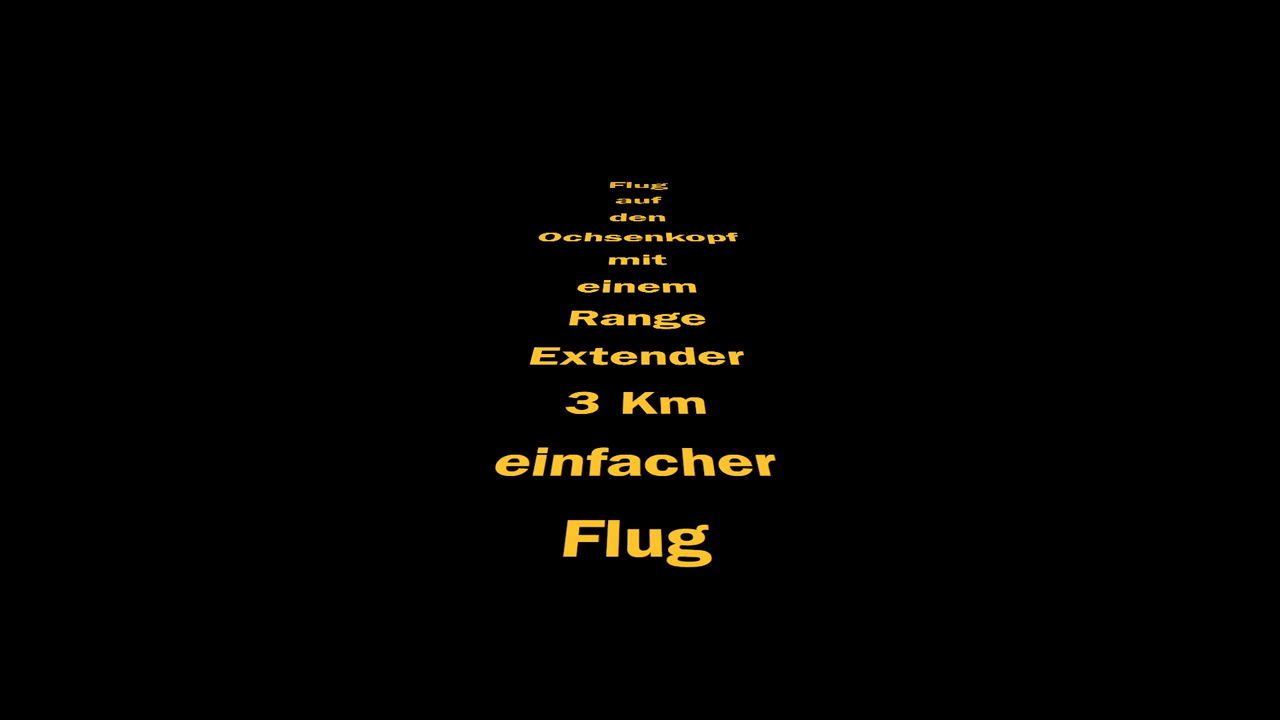 Flug
auf
den
Ochsenkopf
mit
einem
Range
Extender
3 Km
einfacher
Flug